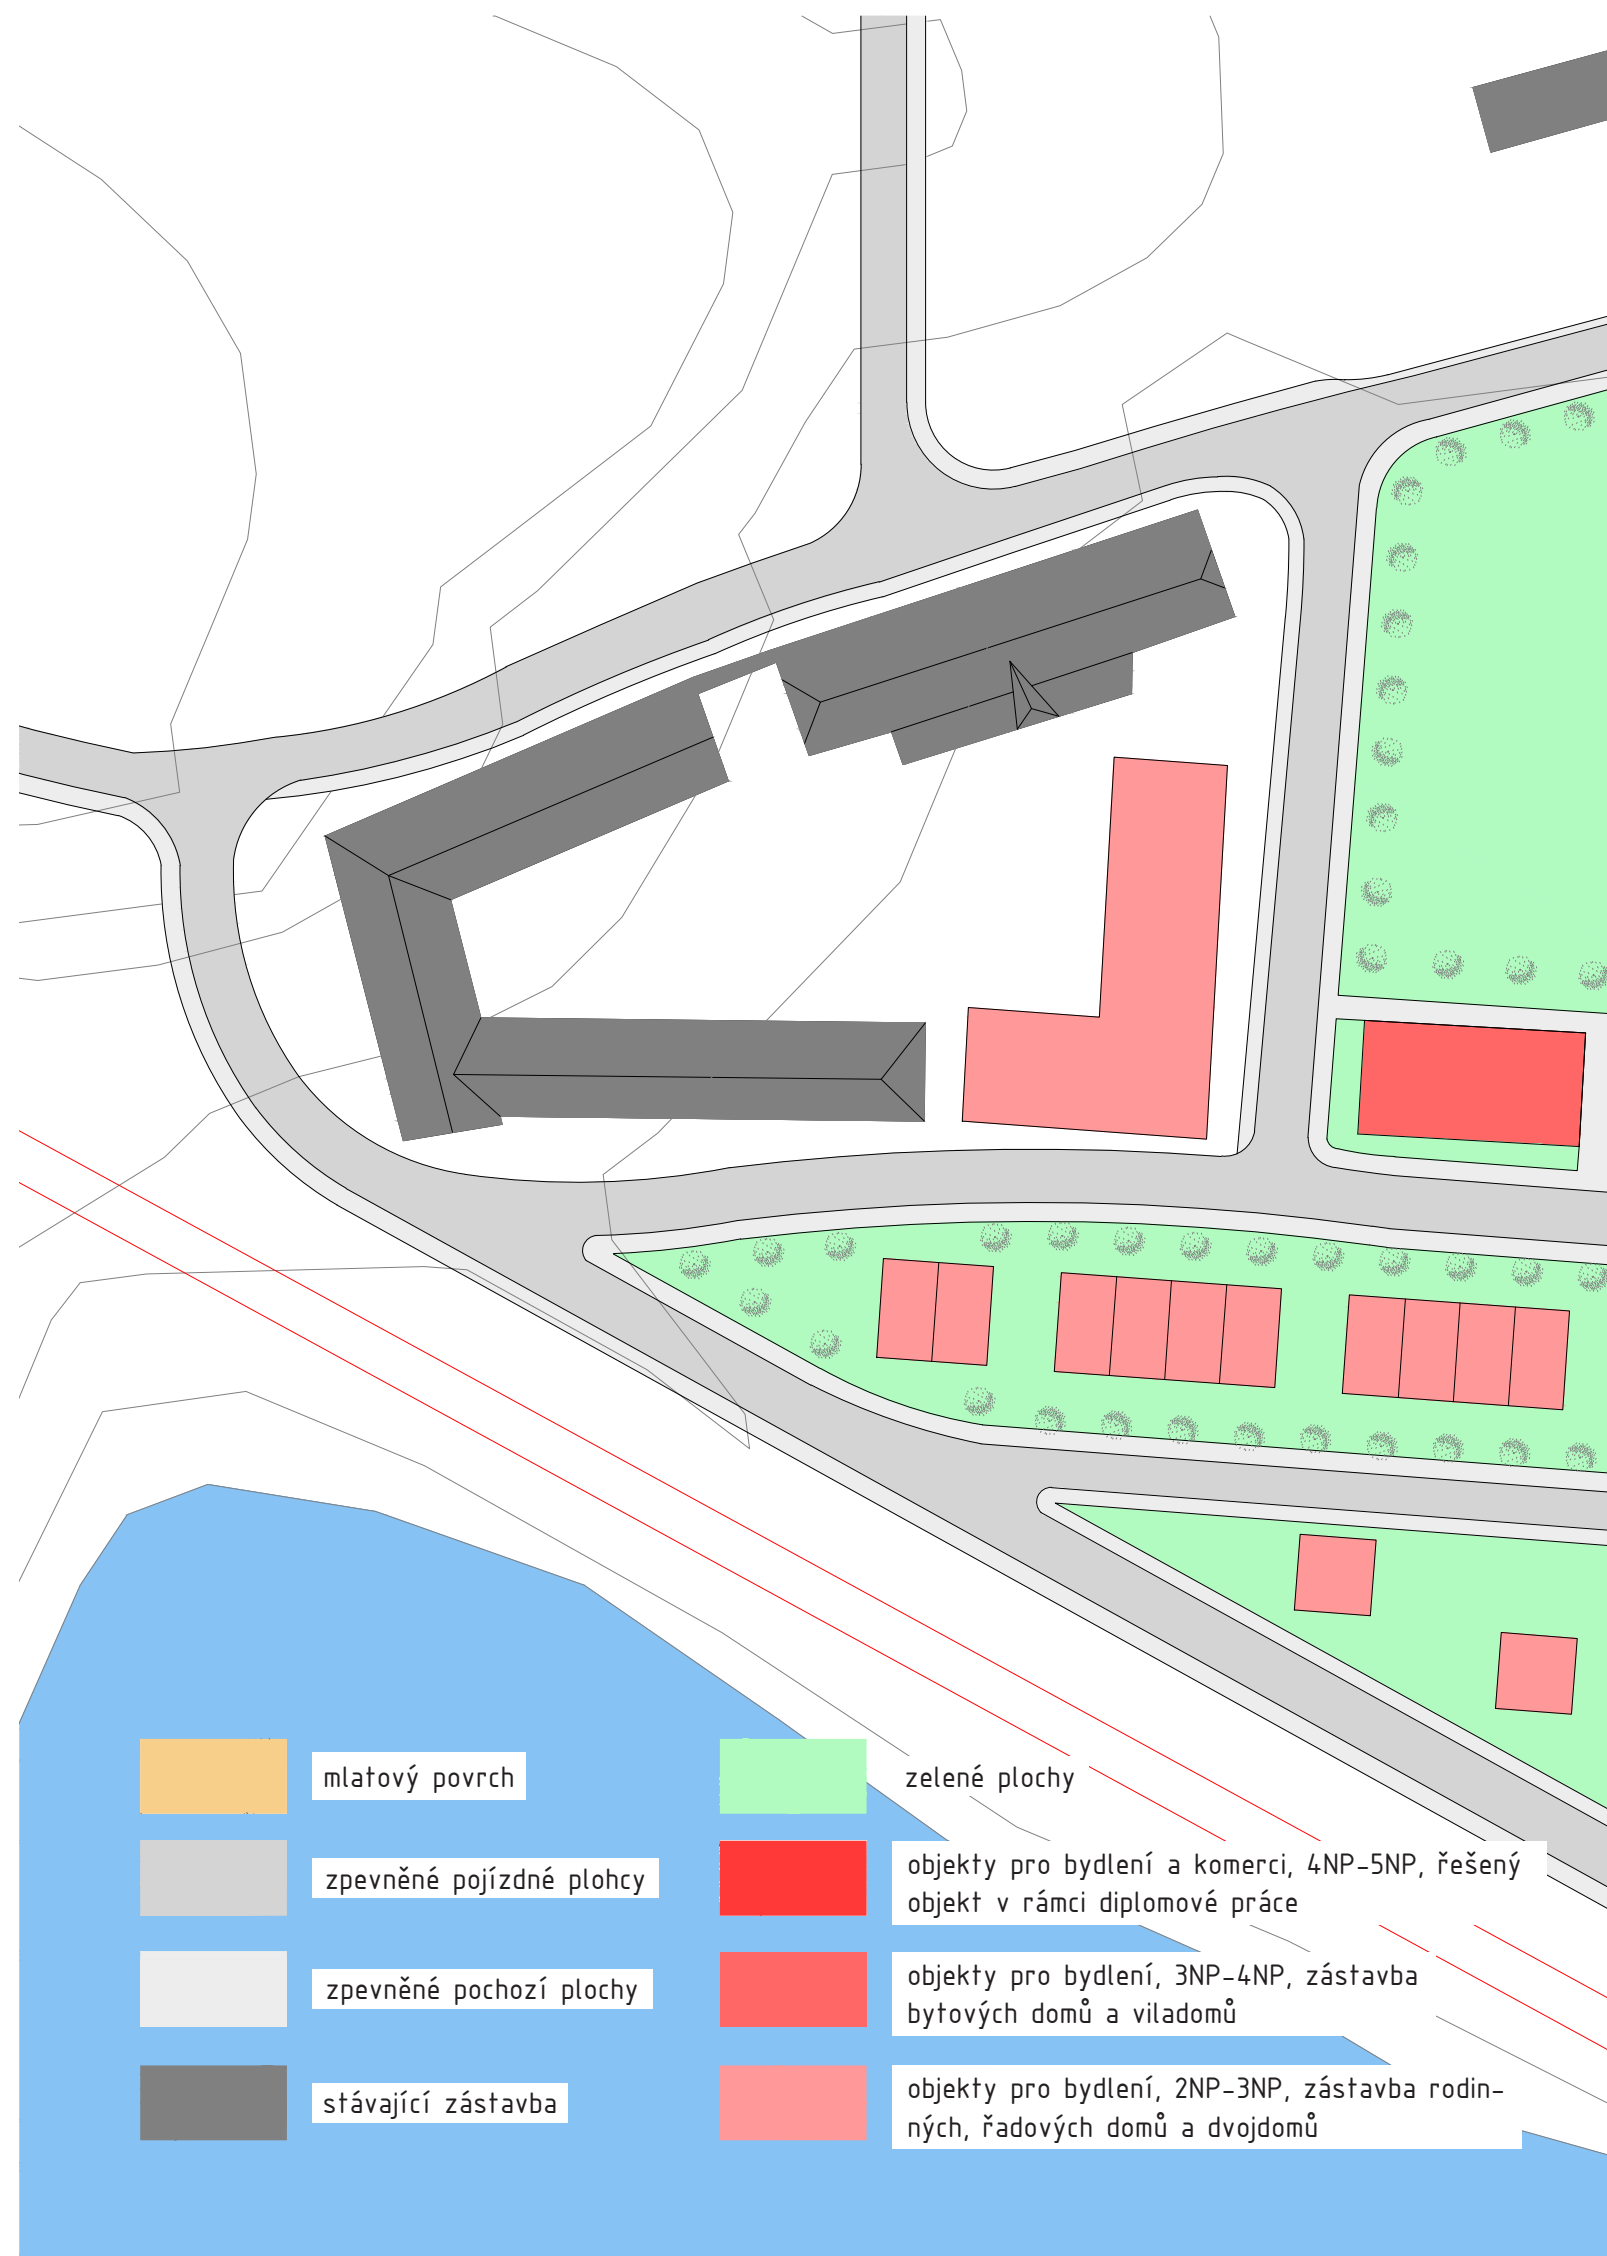 mlatový povrch
zpevněné pojízdné plohcy
zpevněné pochozí plochy
stávající zástavba
zelené plochy
objekty pro bydlení a komerci, 4NP-5NP, řešený
objekt v rámci diplomové práce
objekty pro bydlení, 3NP-4NP, zástavba
bytových domů a viladomů
objekty pro bydlení, 2NP-3NP, zástavba rodin-
ných, řadových domů a dvojdomů